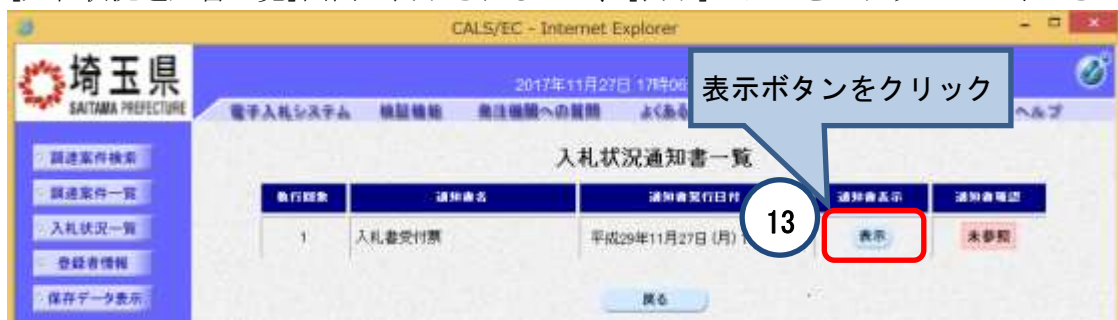 CALS/EC - Internet Explorer
埼玉県
SAITAMA PREFECTURE
2017年11月27日 17時06
表示ボタンをクリック
電子入札システム 検証機能 発注機関への質問 よくある ヘルプ
調達案件検索
調達案件一覧
入札状況一覧
登録者情報
保存データ表示
入札状況通知書一覧
執行回数 通知書名 通知書発行日付 通知書表示 通知書確認
1 入札書受付票 平成29年11月27日 (月) 1 表示 未参照
13
戻る